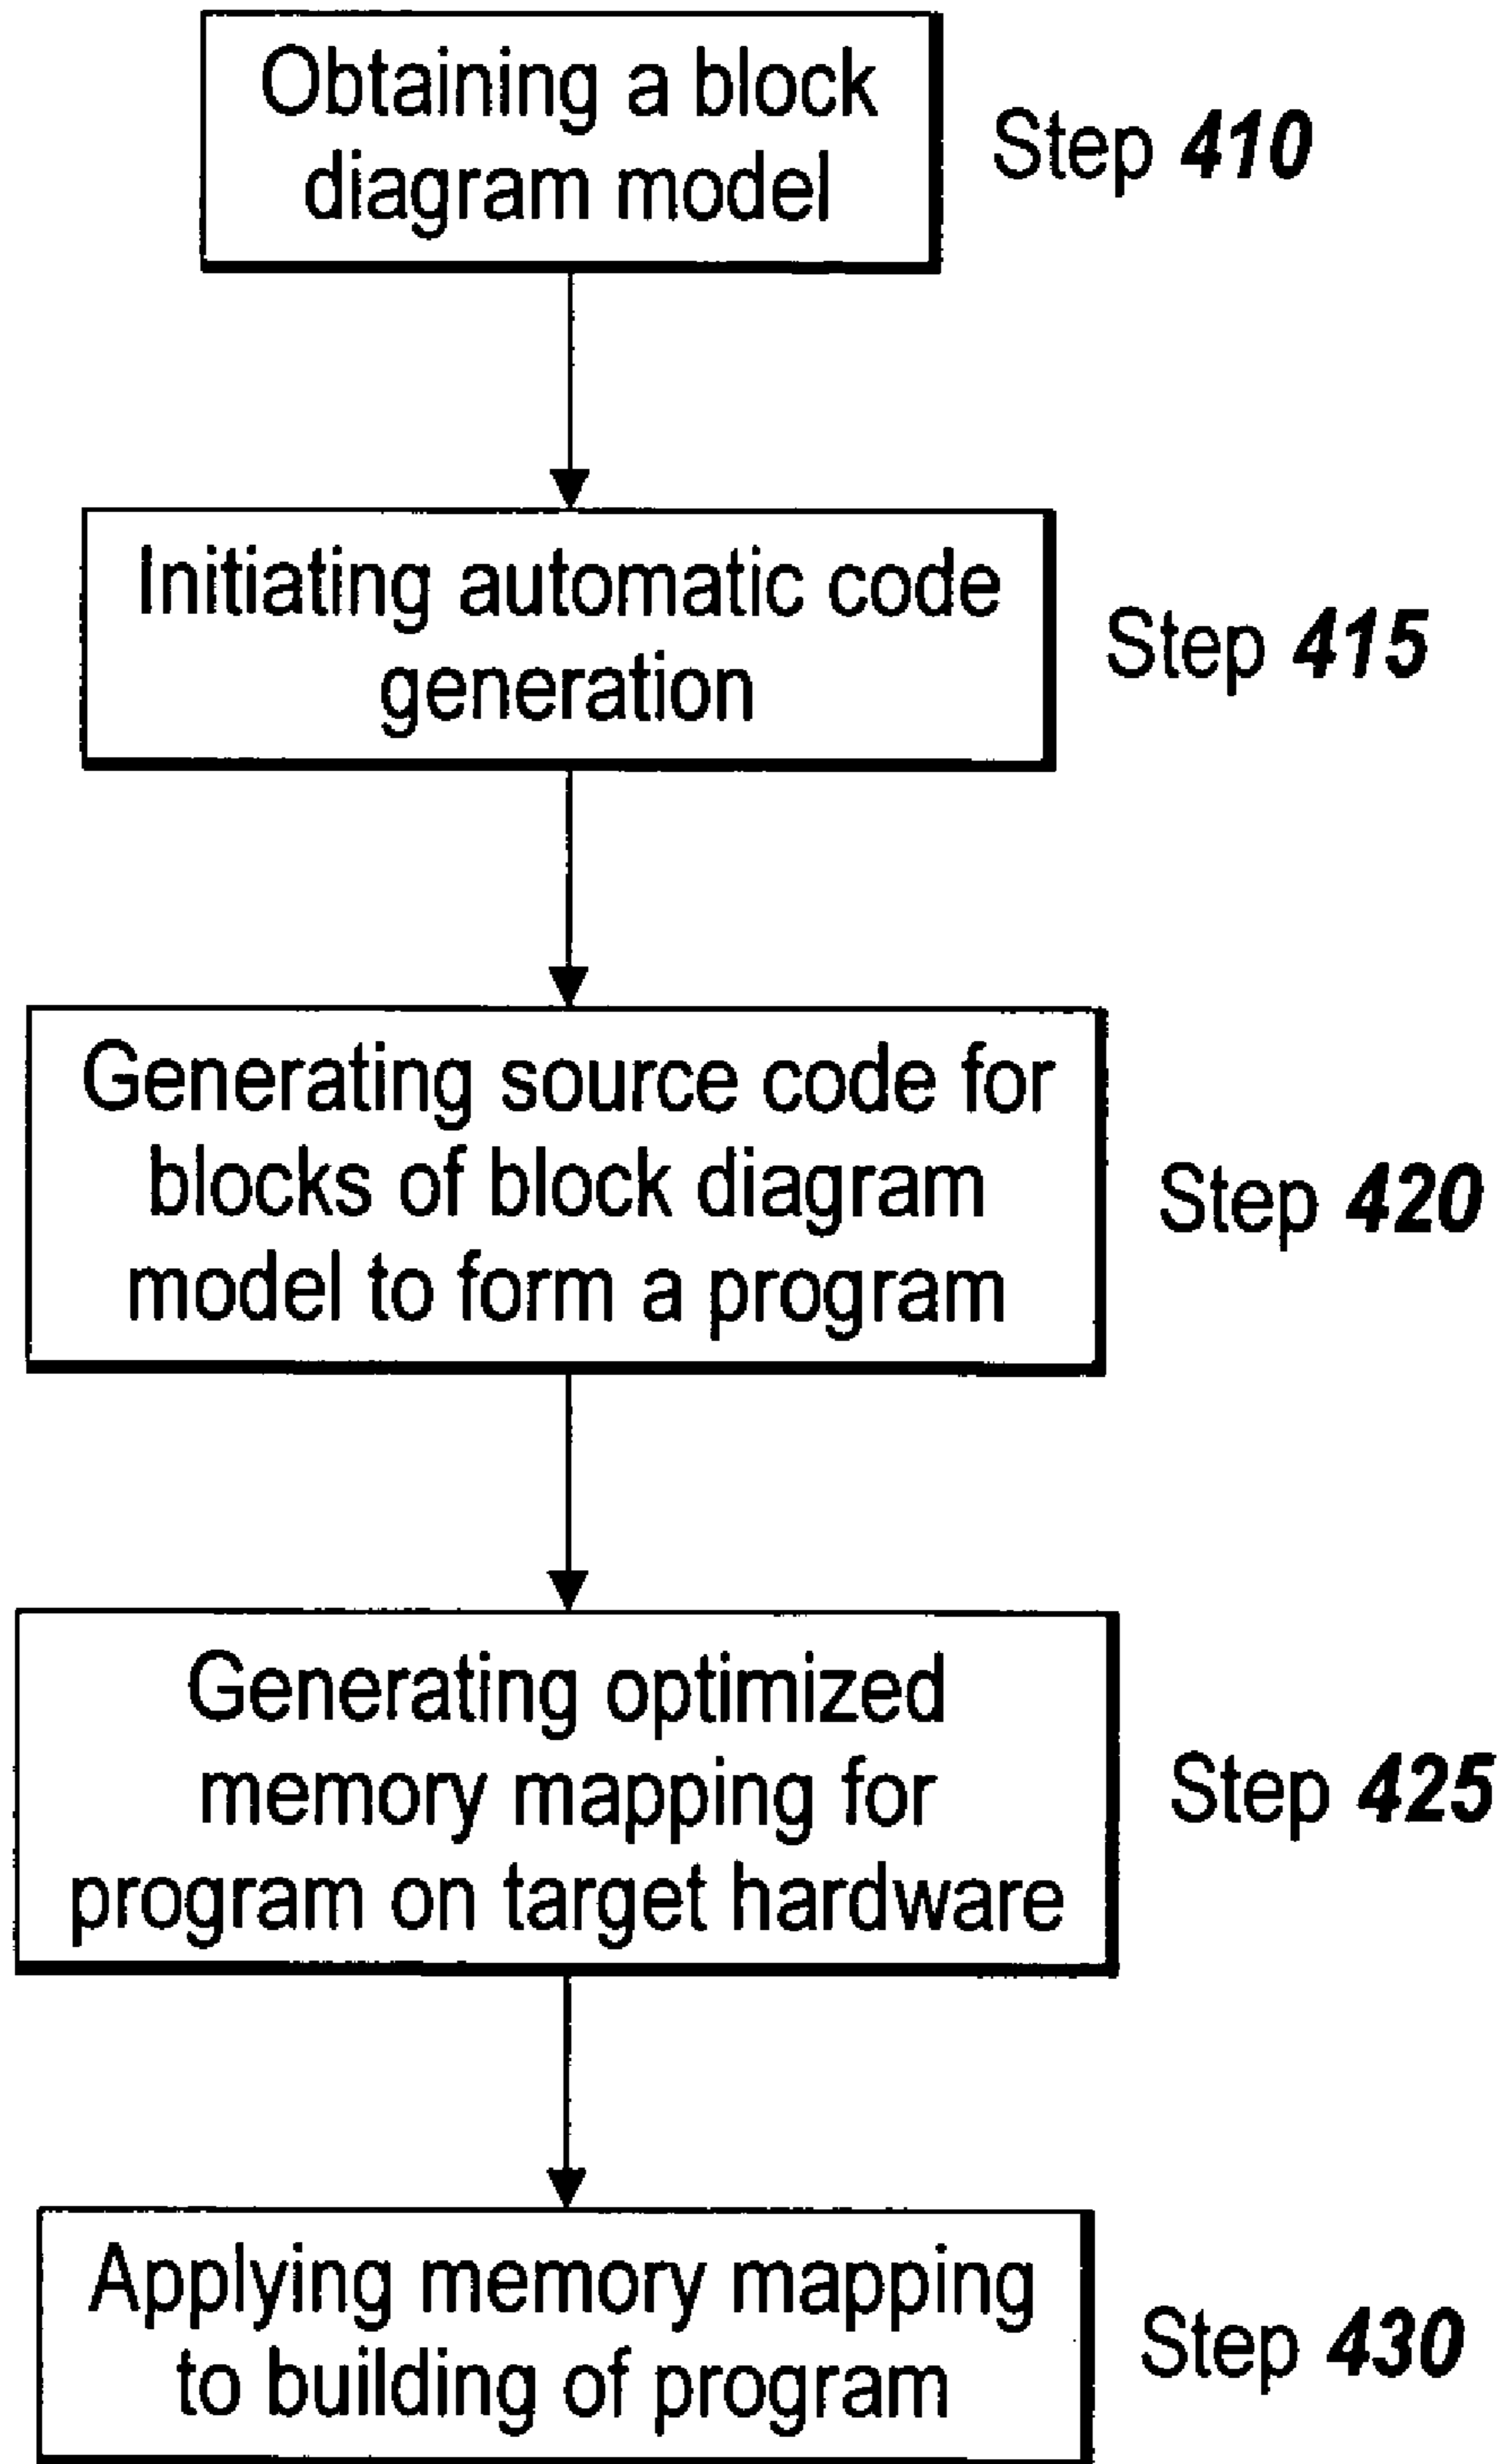 Obtaining a block
diagram model
Step 410
Initiating automatic code
generation
Step 415
Generating source code for
blocks of block diagram
model to form a program
Step 420
Generating optimized
memory mapping for
program on target hardware
Step 425
Applying memory mapping
to building of program
Step 430